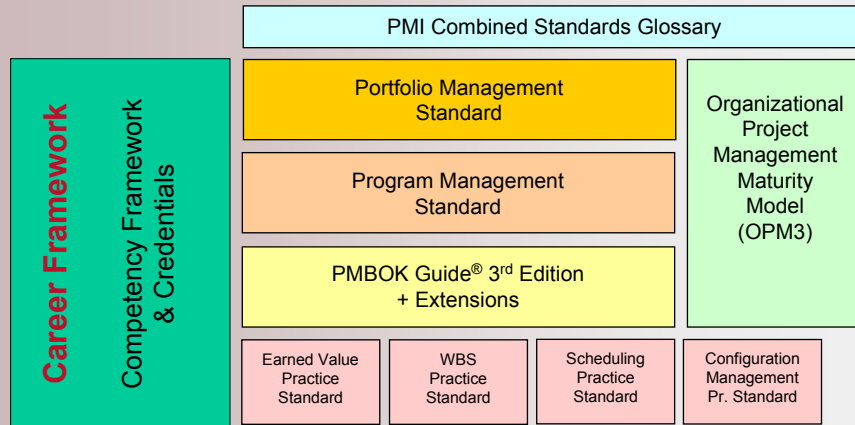 PMI Combined Standards Glossary
Career Framework
Competency Framework
& Credentials
Portfolio Management
Standard
Program Management
Standard
PMBOK Guide® 3rd Edition
+ Extensions
Organizational
Project
Management
Maturity
Model
(OPM3)
Earned Value
Practice
Standard
WBS
Practice
Standard
Scheduling
Practice
Standard
Configuration
Management
Pr. Standard